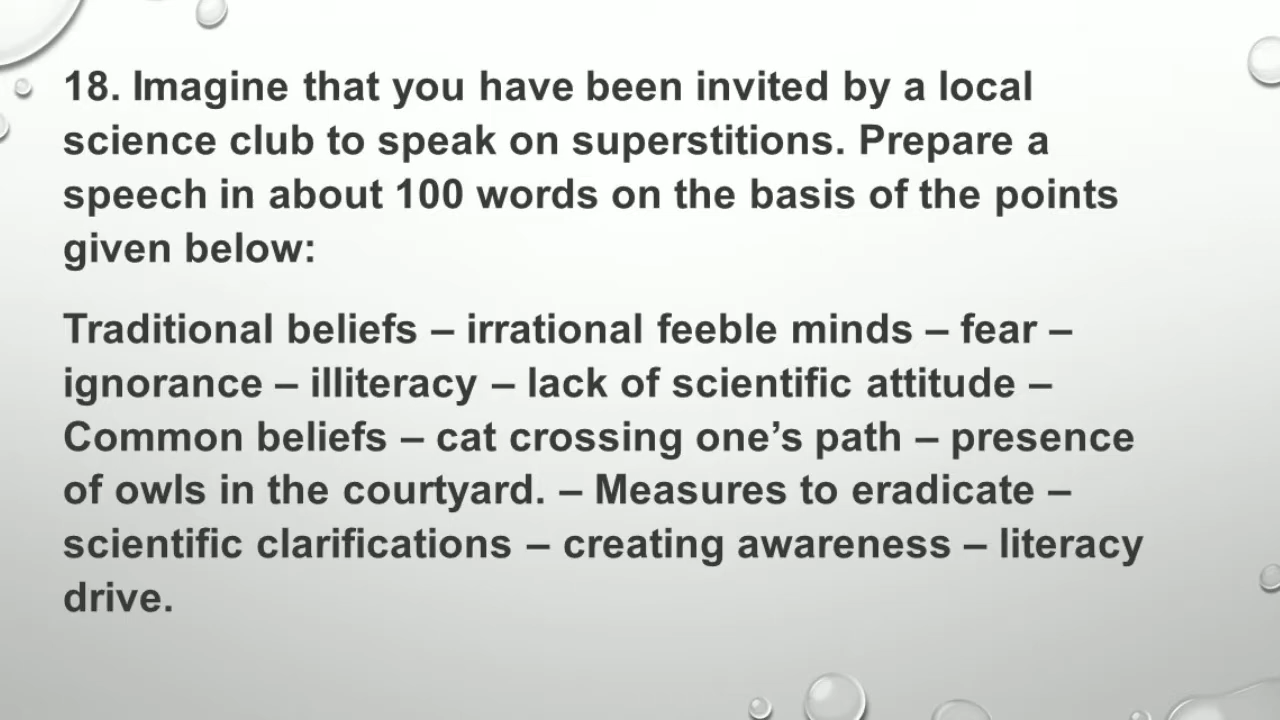 18. Imagine that you have been invited by a local
science club to speak on superstitions. Prepare a
speech in about 100 words on the basis of the points
given below:
Traditional beliefs – irrational feeble minds – fear –
ignorance – illiteracy – lack of scientific attitude –
Common beliefs – cat crossing one’s path – presence
of owls in the courtyard. – Measures to eradicate –
scientific clarifications – creating awareness – literacy
drive.